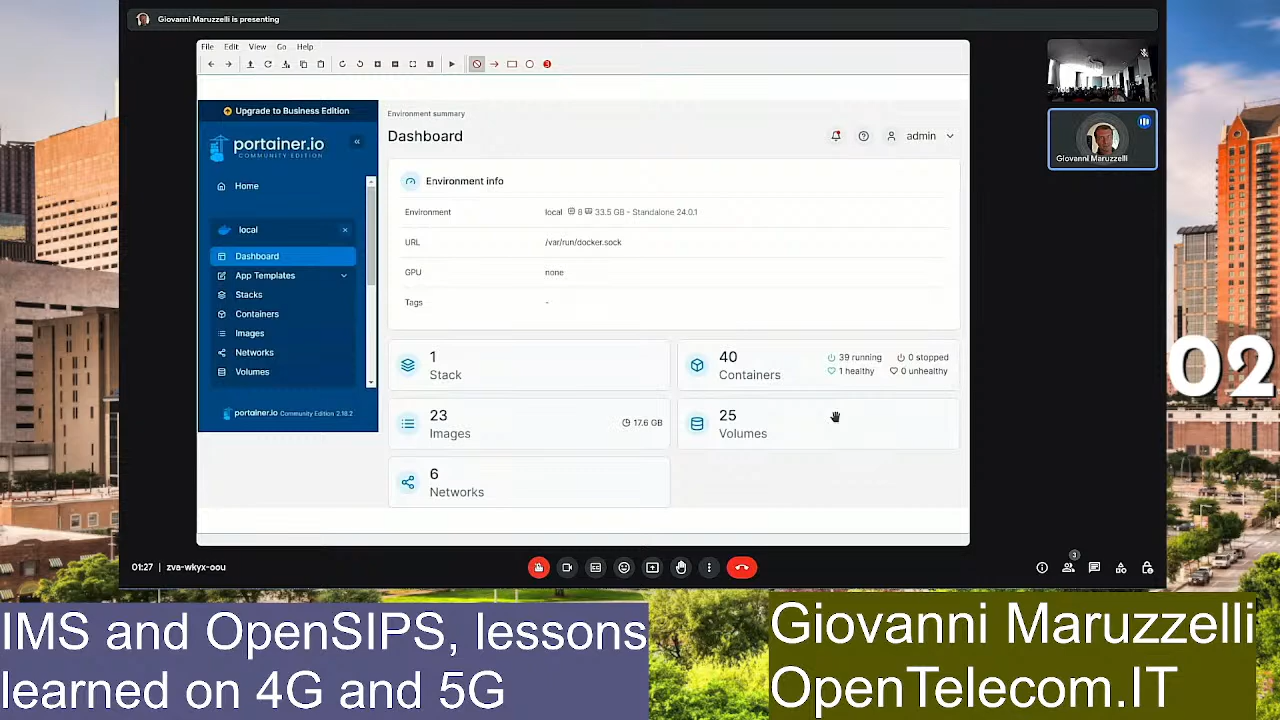 Giovanni Maruzzelli is presenting
File Edit View Go Help
Upgrade to Business Edition
portainer.io
COMMUNITY EDITION
Home
local
Dashboard
App Templates
Stacks
Containers
Images
Networks
Volumes
portainer.io Community Edition 2.18.2
Environment summary
Dashboard
admin
Environment info
Environment local 8 33.5 GB - Standalone 24.0.1
URL /var/run/docker.sock
GPU none
Tags -
1
Stack
40
Containers
39 running 0 stopped
1 healthy 0 unhealthy
23
Images
17.6 GB
25
Volumes
6
Networks
You
Giovanni Maruzzelli
02
01:27 | zva-wkyx-oou
3
IMS and OpenSIPS, lessons
learned on 4G and 5G
Giovanni Maruzzelli
OpenTelecom.IT